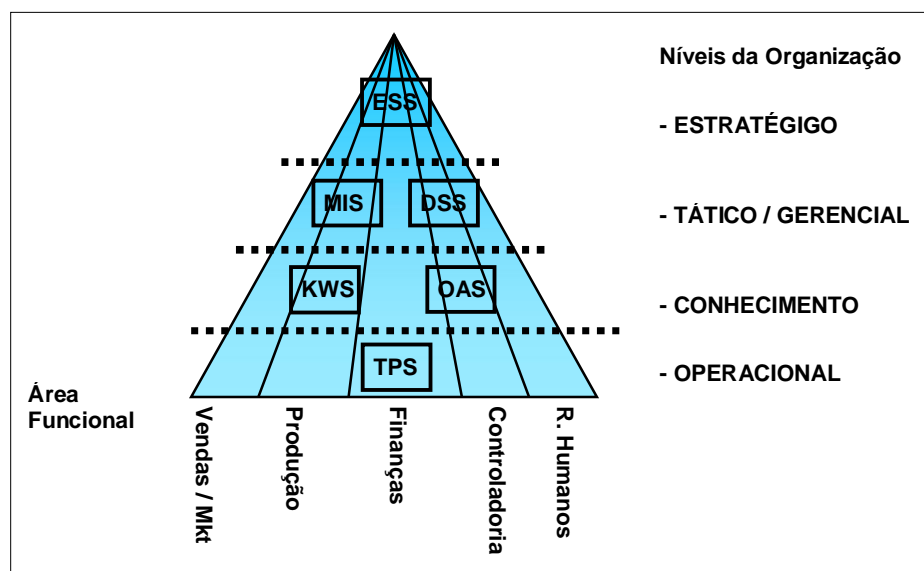 Níveis da Organização
ESS
- ESTRATÉGIGO
MIS
DSS
- TÁTICO / GERENCIAL
KWS
OAS
- CONHECIMENTO
TPS
- OPERACIONAL
Área
Funcional
Vendas / Mkt
Produção
Finanças
Controladoria
R. Humanos